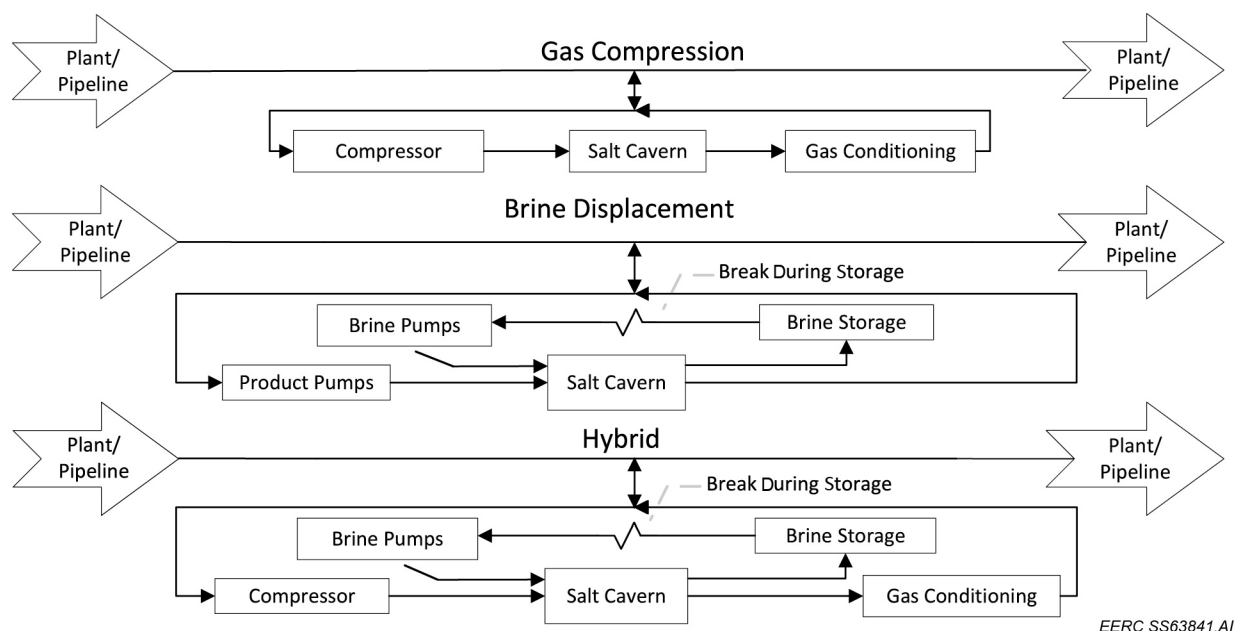 Gas Compression
Plant/
Pipeline
Plant/
Pipeline
Compressor
Salt Cavern
Gas Conditioning
Brine Displacement
Plant/
Pipeline
Plant/
Pipeline
Break During Storage
Brine Pumps
Brine Storage
Product Pumps
Salt Cavern
Hybrid
Plant/
Pipeline
Plant/
Pipeline
Break During Storage
Brine Pumps
Brine Storage
Compressor
Salt Cavern
Gas Conditioning
EERC SS63841.AI